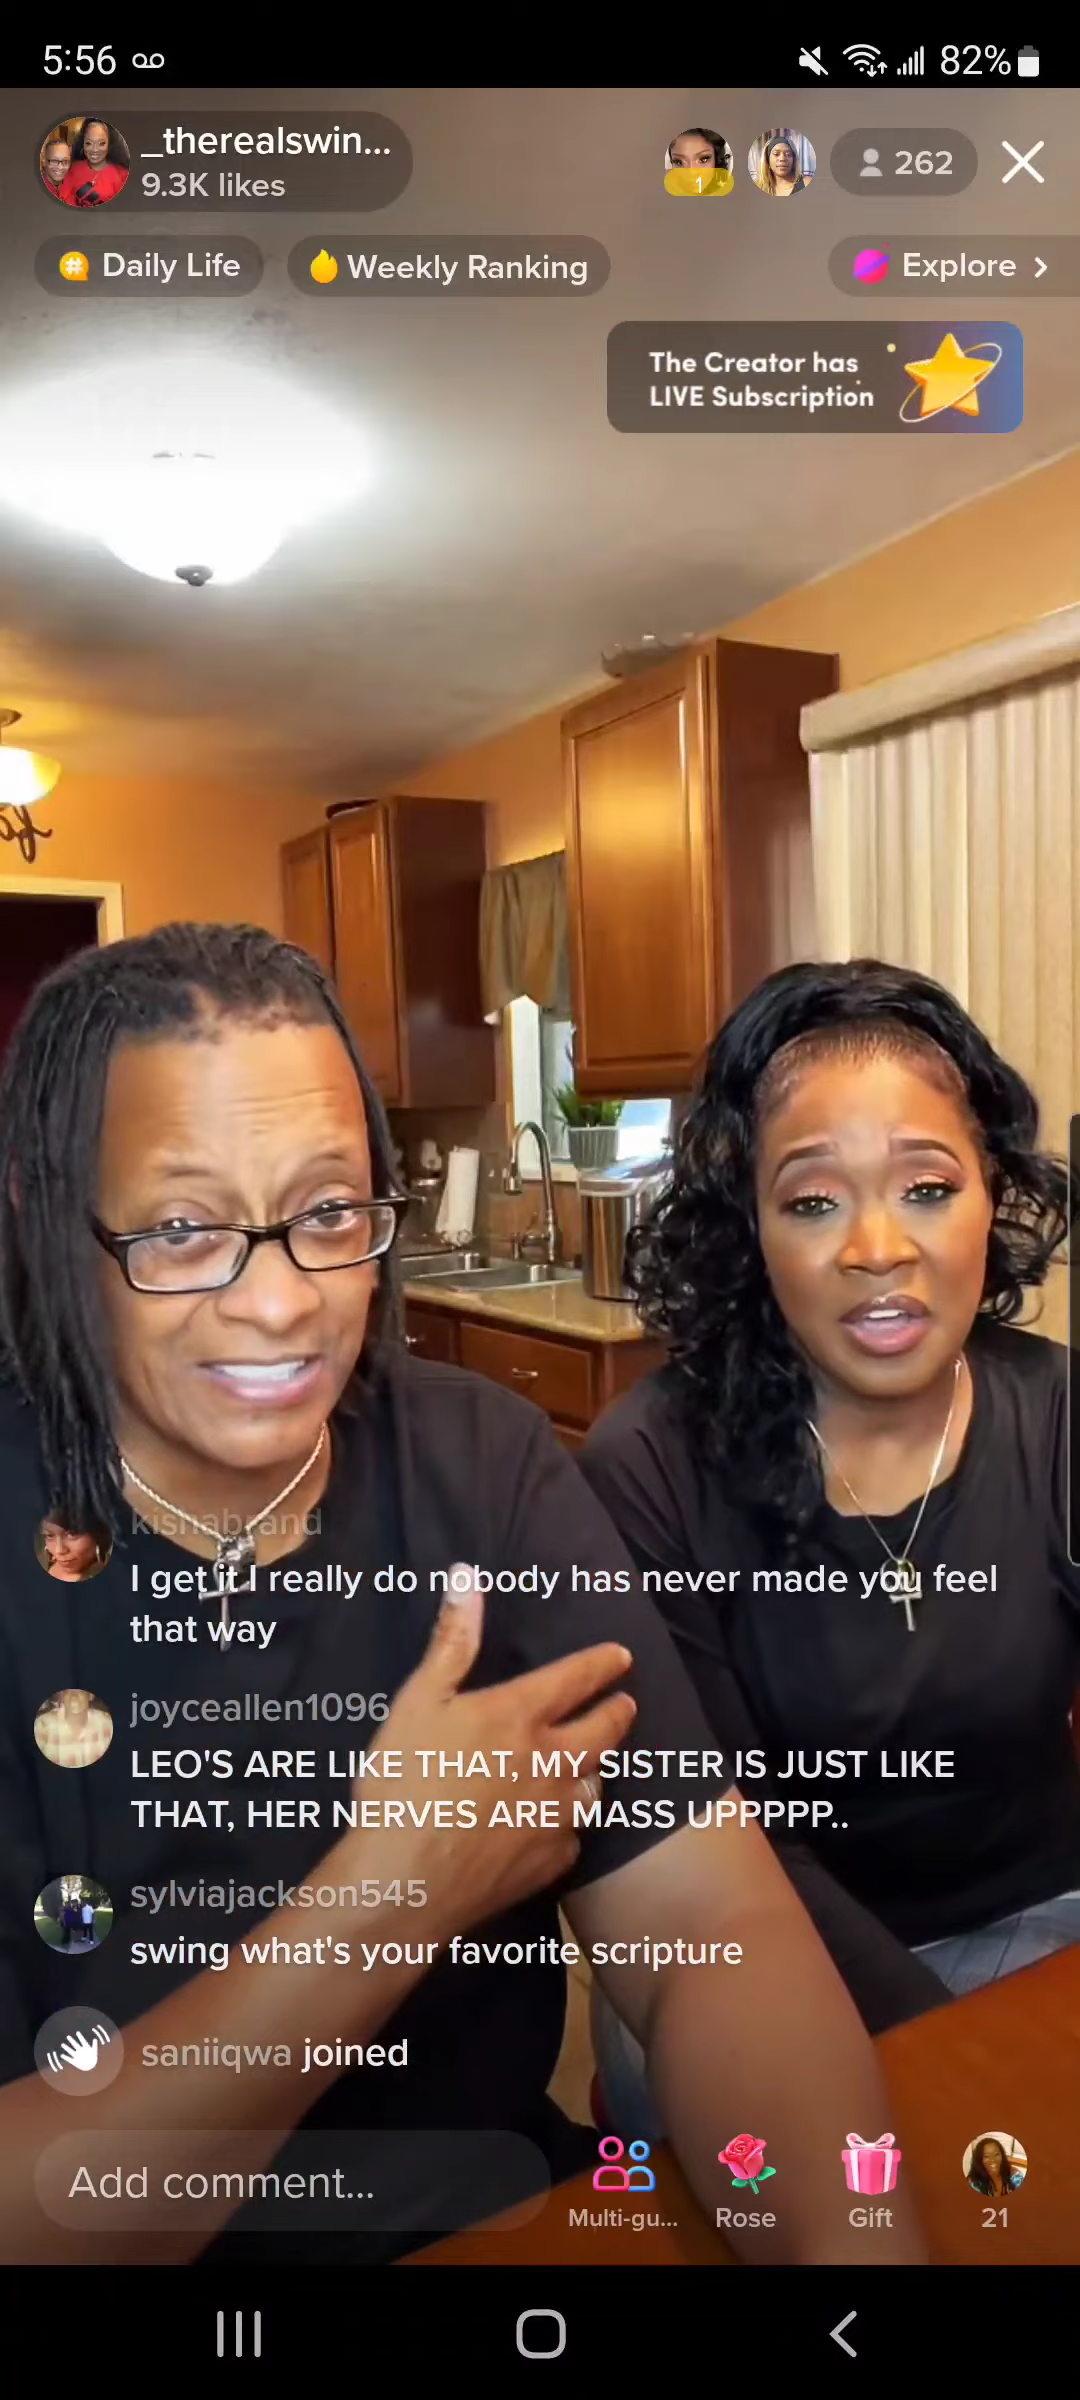 5:56
82%
_therealswin...
9.3K likes
1
262
Daily Life
Weekly Ranking
Explore >
The Creator has
LIVE Subscription
kishabrand
I get it I really do nobody has never made you feel
that way
joyceallen1096
LEO'S ARE LIKE THAT, MY SISTER IS JUST LIKE
THAT, HER NERVES ARE MASS UPPPPP..
sylviajackson545
swing what's your favorite scripture
saniiqwa joined
Add comment...
Multi-gu...
Rose
Gift
21